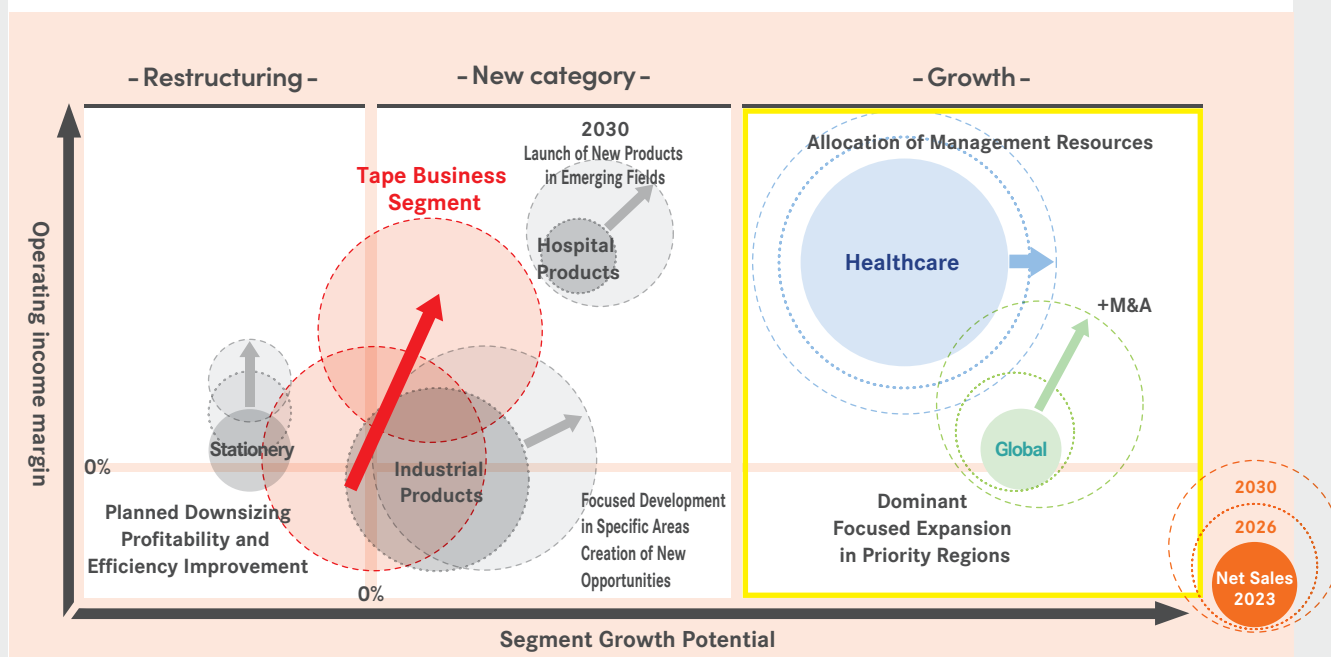 - Restructuring -
- New category -
- Growth -
2030
Launch of New Products
in Emerging Fields
Allocation of Management Resources
Tape Business
Segment
Hospital
Products
Healthcare
+M&A
Operating income margin
Stationery
Global
0%
Industrial
Products
Planned Downsizing
Profitability and
Efficiency Improvement
Focused Development
in Specific Areas
Creation of New
Opportunities
Dominant
Focused Expansion
in Priority Regions
2030
2026
Net Sales
2023
0%
Segment Growth Potential